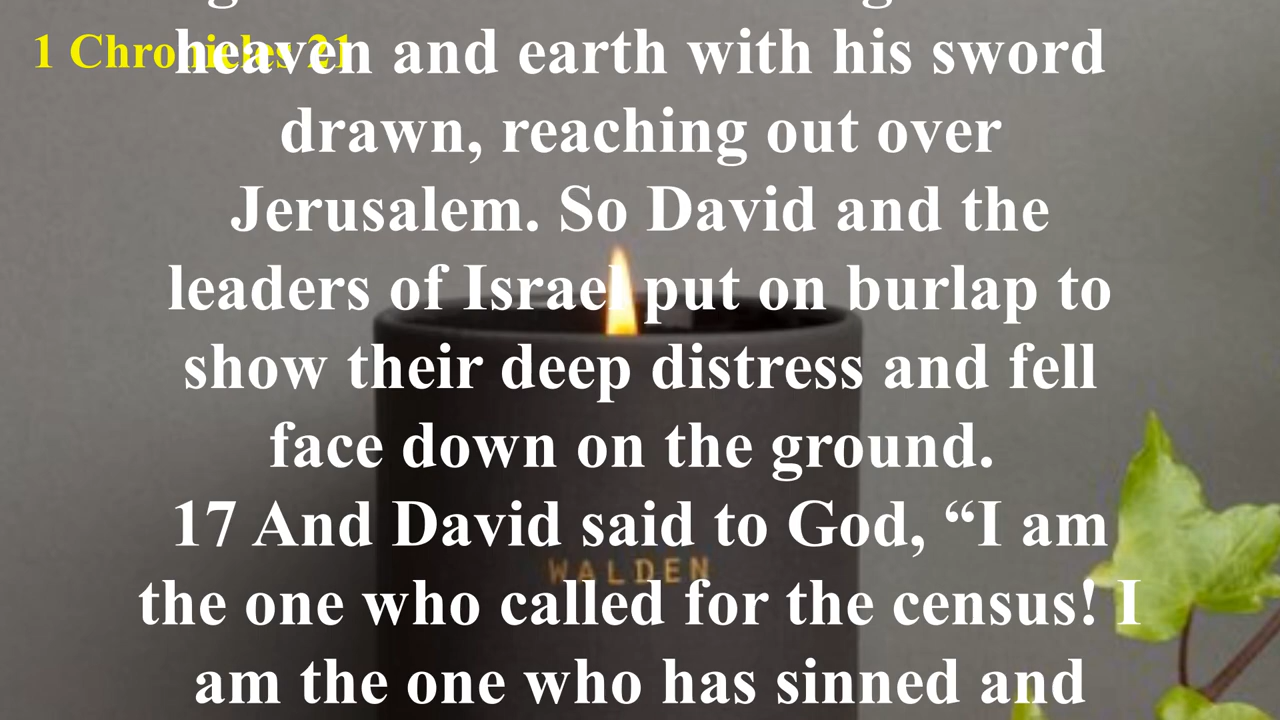 1 Chronicles 21
heaven and earth with his sword
drawn, reaching out over
Jerusalem. So David and the
leaders of Israel put on burlap to
show their deep distress and fell
face down on the ground.
17 And David said to God, “I am
WALDEN
the one who called for the census! I
am the one who has sinned and